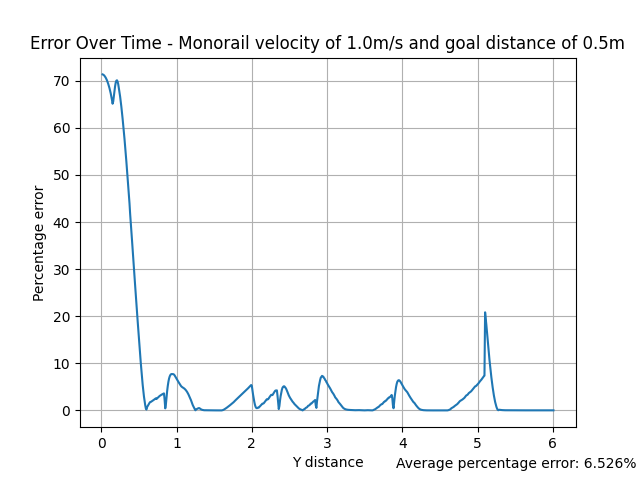 Error Over Time - Monorail velocity of 1.0m/s and goal distance of 0.5m
70
60
50
40
30
20
10
0
Percentage error
0 1 2 3 4 5 6
Y distance
Average percentage error: 6.526%